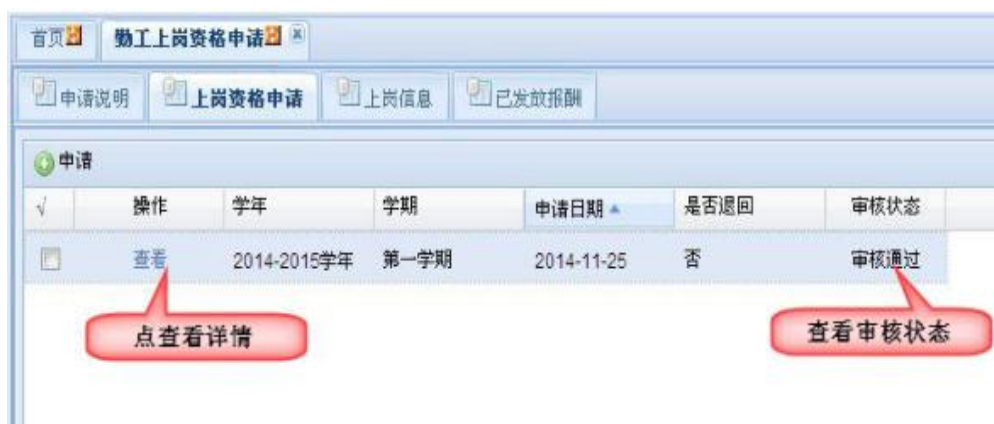 首页 勤工上岗资格申请
申请说明 上岗资格申请 上岗信息 已发放报酬
申请
√ 操作 学年 学期 申请日期 是否退回 审核状态
查看 2014-2015学年 第一学期 2014-11-25 否 审核通过
点查看详情 查看审核状态